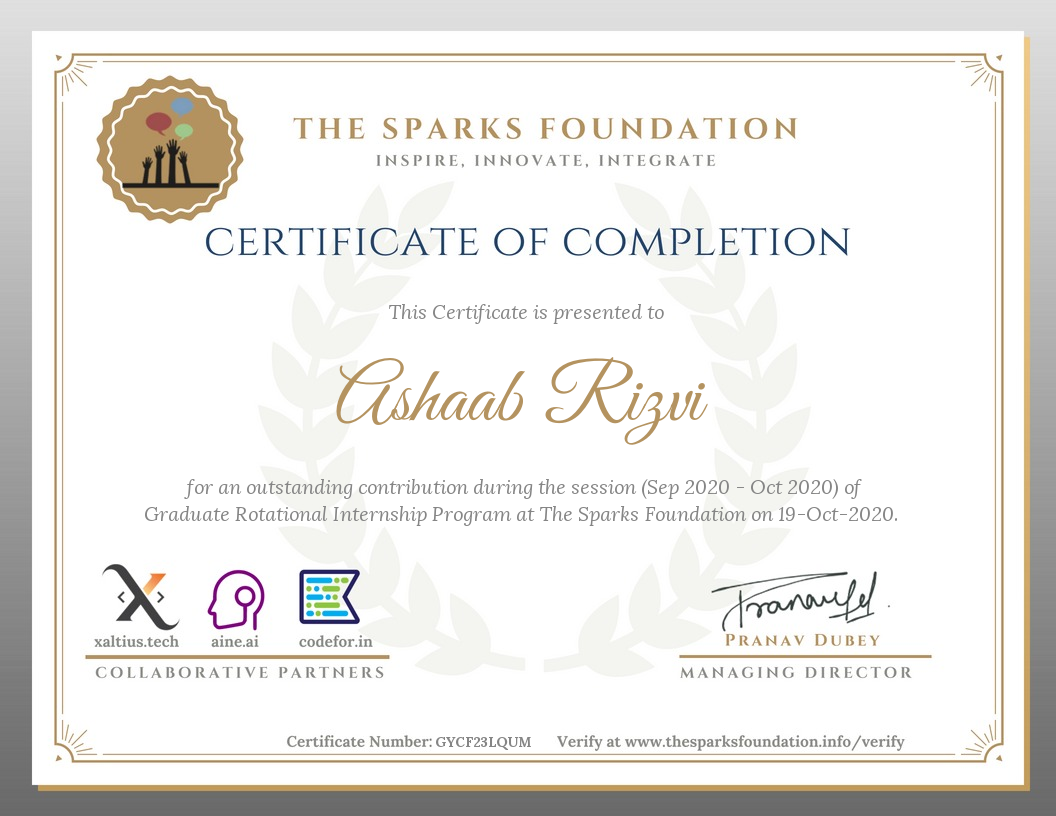 THE SPARKS FOUNDATION
INSPIRE, INNOVATE, INTEGRATE
CERTIFICATE OF COMPLETION
This Certificate is presented to
Ashaab Rizvi
for an outstanding contribution during the session (Sep 2020 - Oct 2020) of
Graduate Rotational Internship Program at The Sparks Foundation on 19-Oct-2020.
xaltius.tech aine.ai codefor.in
COLLABORATIVE PARTNERS
PRANAV DUBEY
MANAGING DIRECTOR
Certificate Number: GYCF23LQUM Verify at www.thesparksfoundation.info/verify